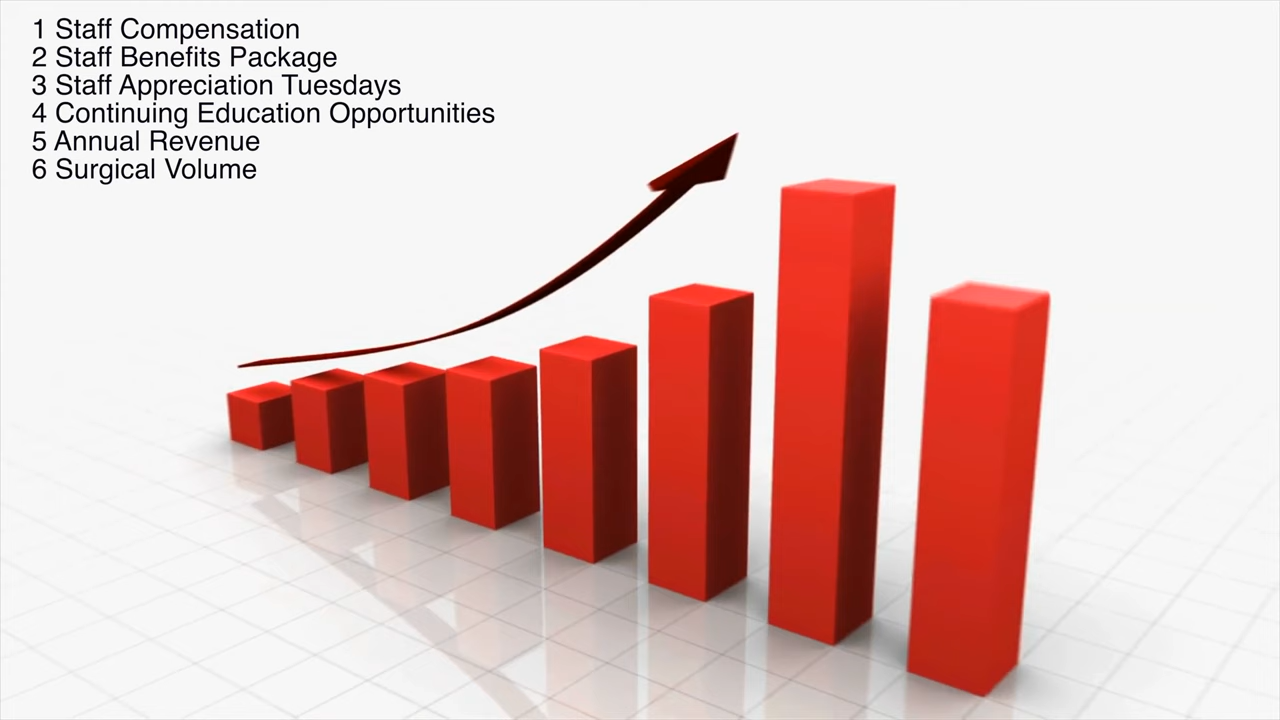 1 Staff Compensation
2 Staff Benefits Package
3 Staff Appreciation Tuesdays
4 Continuing Education Opportunities
5 Annual Revenue
6 Surgical Volume